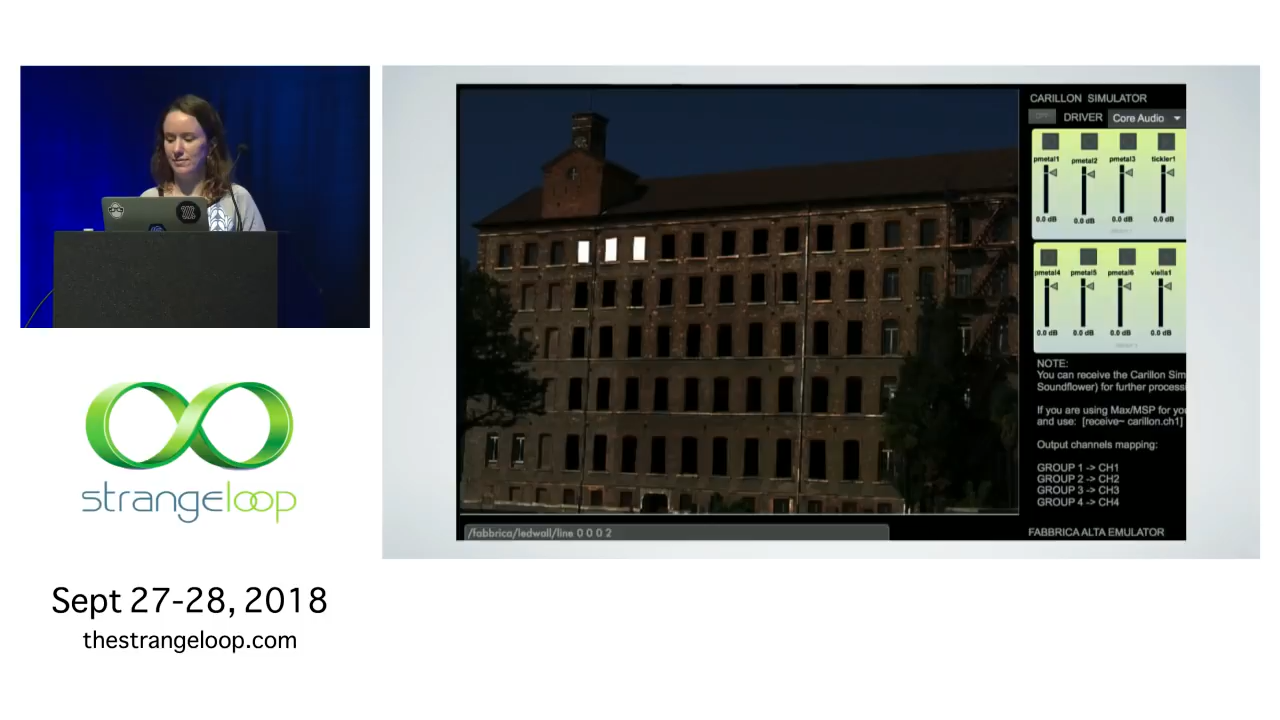 strangeloop
Sept 27-28, 2018
thestrangeloop.com
CARILLON SIMULATOR
DRIVER Core Audio
pmetal1 pmetal2 pmetal3 tickler1
0.0 dB 0.0 dB 0.0 dB 0.0 dB
pmetal4 pmetal5 pmetal6 viella1
0.0 dB 0.0 dB 0.0 dB 0.0 dB
NOTE:
You can receive the Carillon Sim
Soundflower) for further processi
If you are using Max/MSP for you
and use: [receive~ carillon.ch1]
Output channels mapping:
GROUP 1 -> CH1
GROUP 2 -> CH2
GROUP 3 -> CH3
GROUP 4 -> CH4
/fabbrica/ledwall/line 0 0 0 2
FABBRICA ALTA EMULATOR